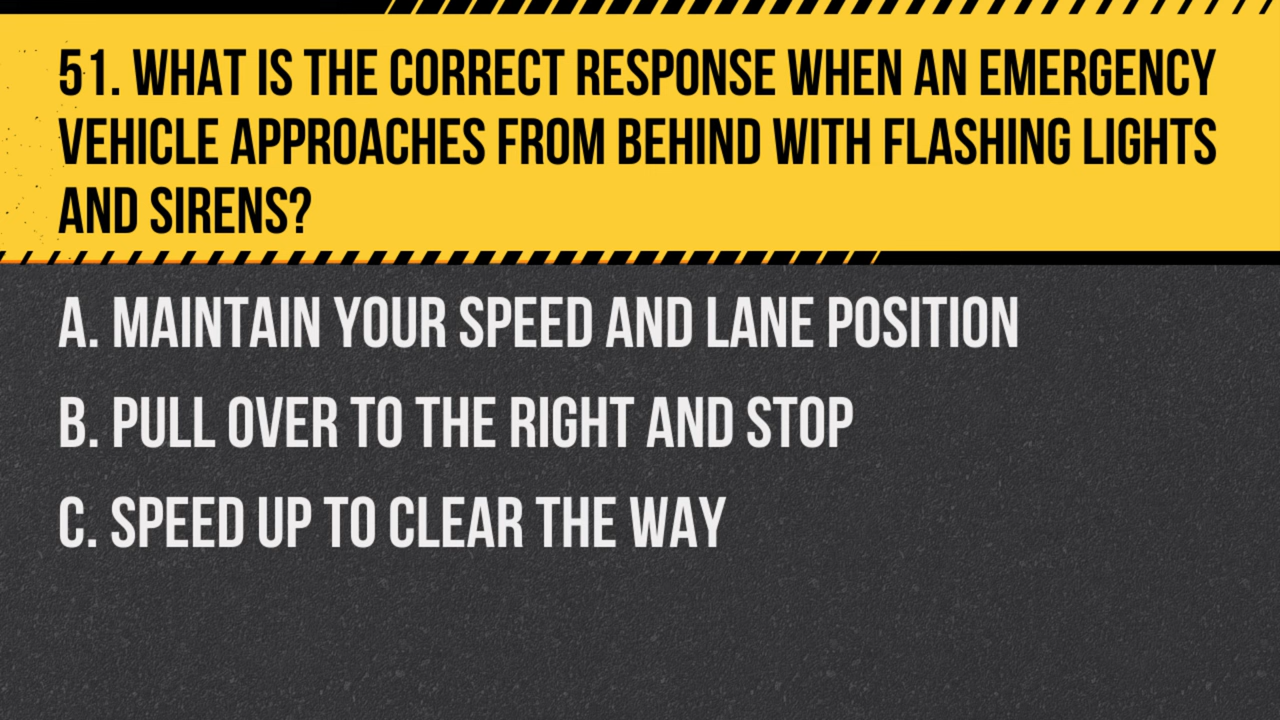 51. WHAT IS THE CORRECT RESPONSE WHEN AN EMERGENCY
VEHICLE APPROACHES FROM BEHIND WITH FLASHING LIGHTS
AND SIRENS?
A. MAINTAIN YOUR SPEED AND LANE POSITION
B. PULL OVER TO THE RIGHT AND STOP
C. SPEED UP TO CLEAR THE WAY